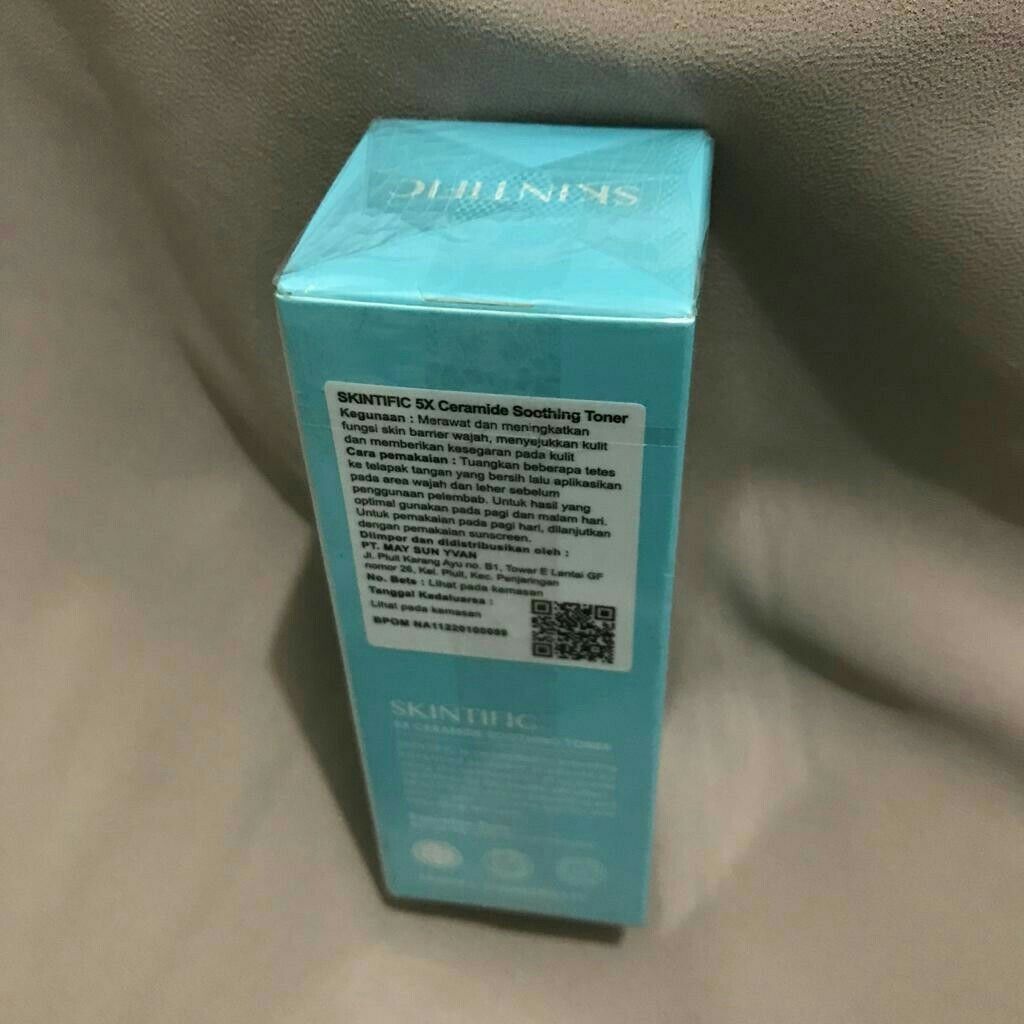 SKINTIFIC
SKINTIFIC 5X Ceramide Soothing Toner
Kegunaan : Merawat dan meningkatkan
fungsi skin barrier wajah, menyejukkan kulit
dan memberikan kesegaran pada kulit
Cara pemakaian : Tuangkan beberapa tetes
ke telapak tangan yang bersih lalu aplikasikan
pada area wajah dan leher sebelum
penggunaan pelembab. Untuk hasil yang
optimal gunakan pada pagi dan malam hari.
Untuk pemakaian pada pagi hari, dilanjutkan
dengan pemakaian sunscreen.
Diimpor dan didistribusikan oleh :
PT. MAY SUN YVAN
Jl. Pluit Karang Ayu no. B1, Tower E Lantai GF
nomor 26, Kel. Pluit, Kec. Penjaringan
No. Bets : Lihat pada kemasan
Tanggal Kedaluarsa :
Lihat pada kemasan
BPOM
SKINTIFIC
5X CERAMIDE SOOTHING TONER